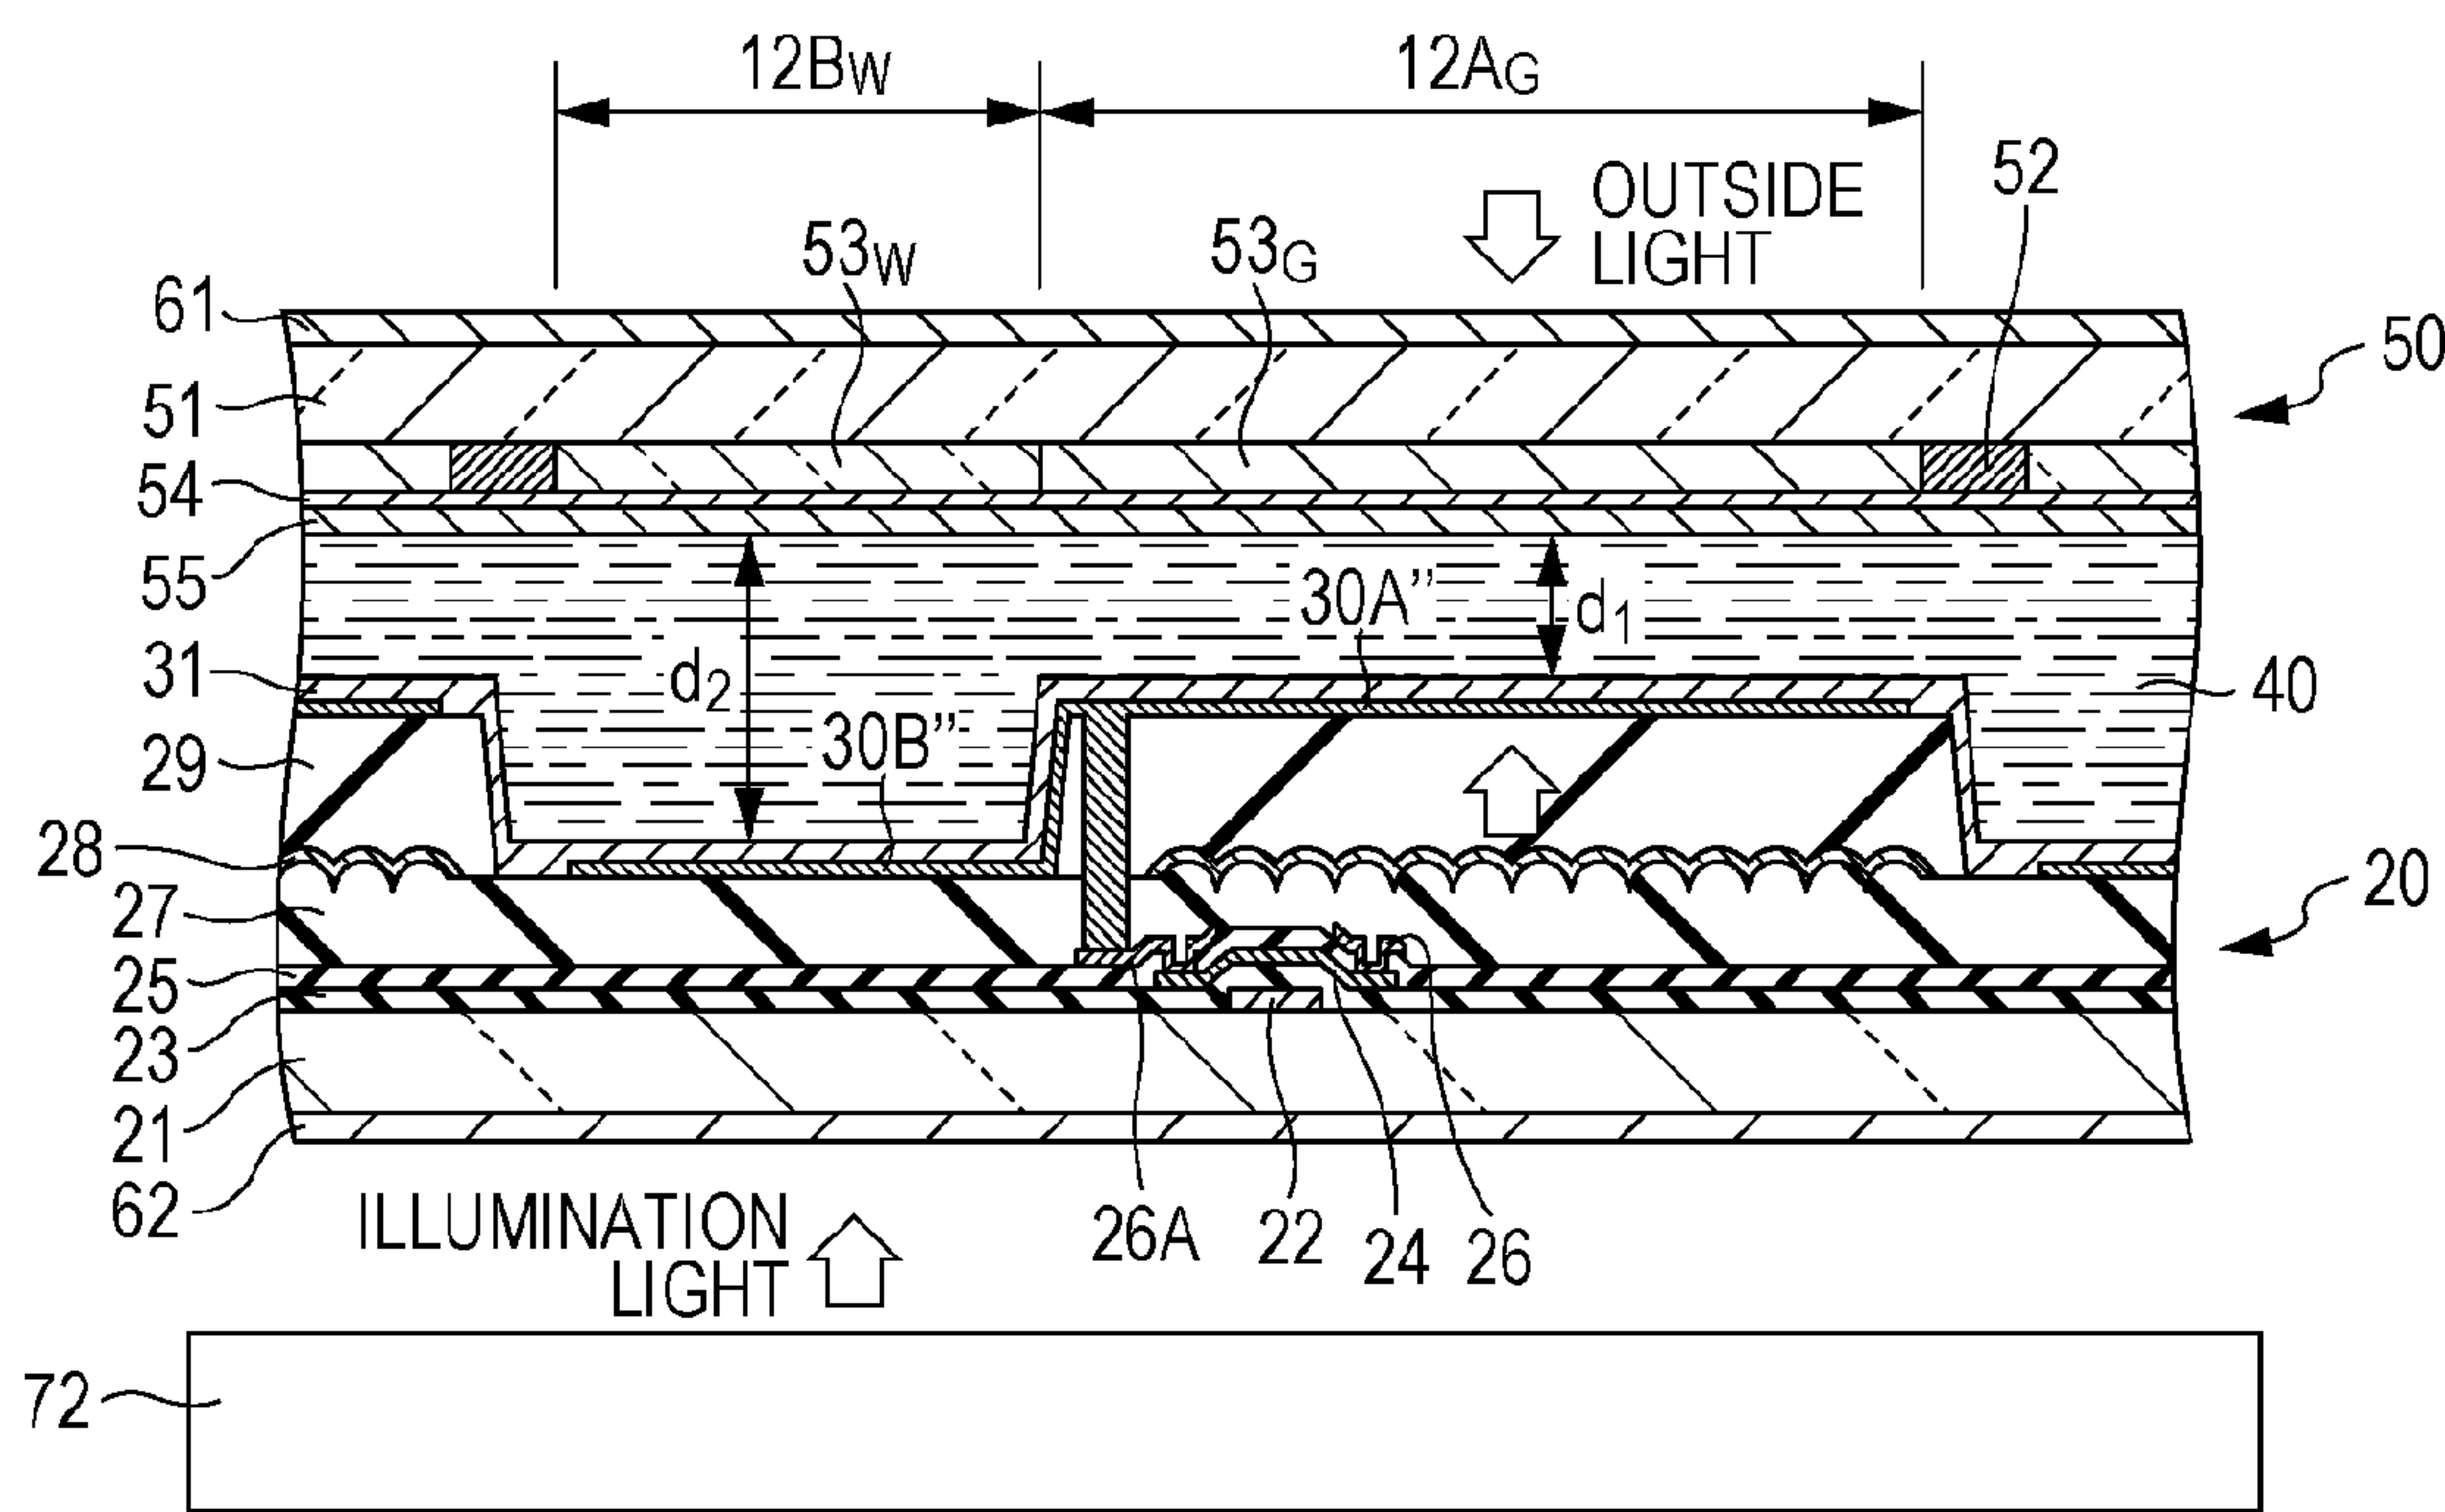 12BW 12AG
OUTSIDE
LIGHT
52
53W 53G
61
50
51
54
55
30A”
d1
31
d2
40
29
30B”
28
20
27
25
23
21
62
ILLUMINATION
LIGHT
26A 22 24 26
72